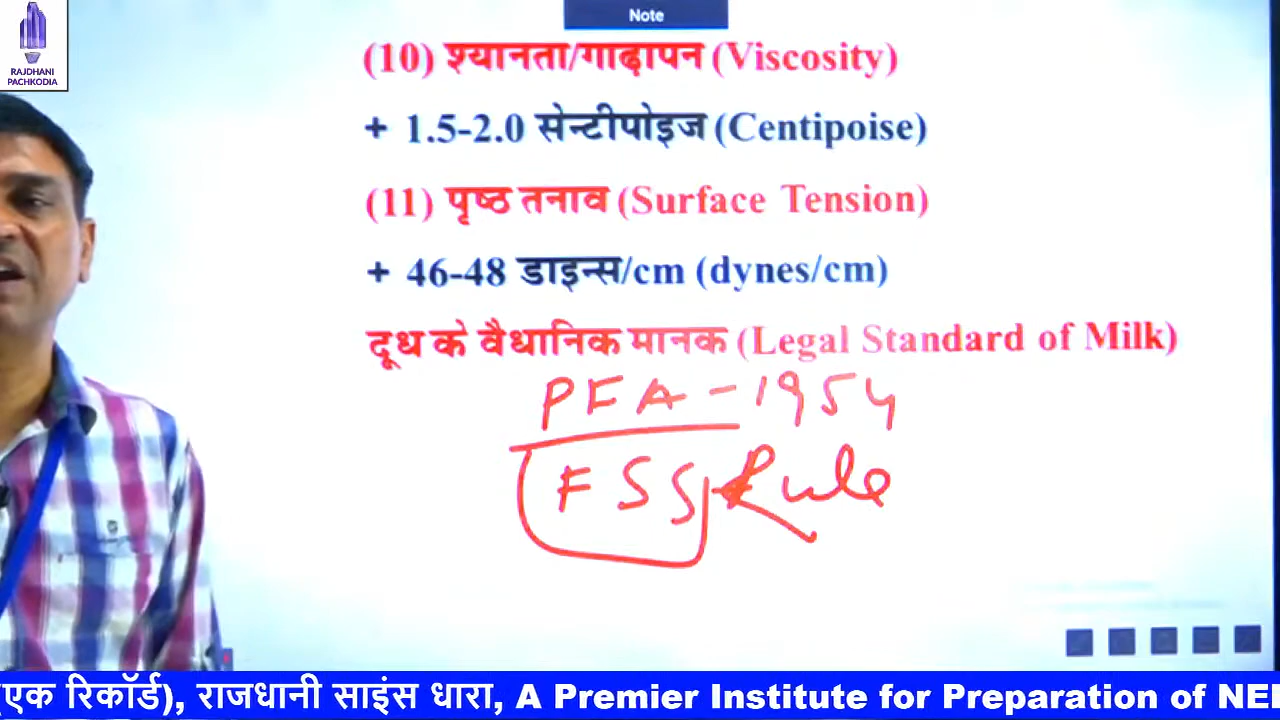 Note
RAJDHANI
PACHKODIA
(10) श्यानता/गाढ़ापन (Viscosity)
+ 1.5-2.0 सेन्टीपोइज (Centipoise)
(11) पृष्ठ तनाव (Surface Tension)
+ 46-48 डाइन्स/cm (dynes/cm)
दूध के वैधानिक मानक (Legal Standard of Milk)
PFA - 1954
FSS Rule
(एक रिकॉर्ड), राजधानी साइंस धारा, A Premier Institute for Preparation of NEE